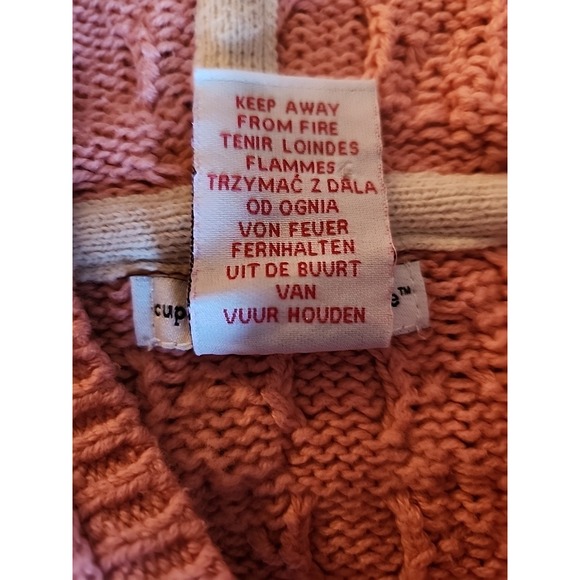 KEEP AWAY
FROM FIRE
TENIR LOINDES
FLAMMES
TRZYMAĆ Z DALA
OD OGNIA
VON FEUER
FERNHALTEN
UIT DE BUURT
VAN
VUUR HOUDEN